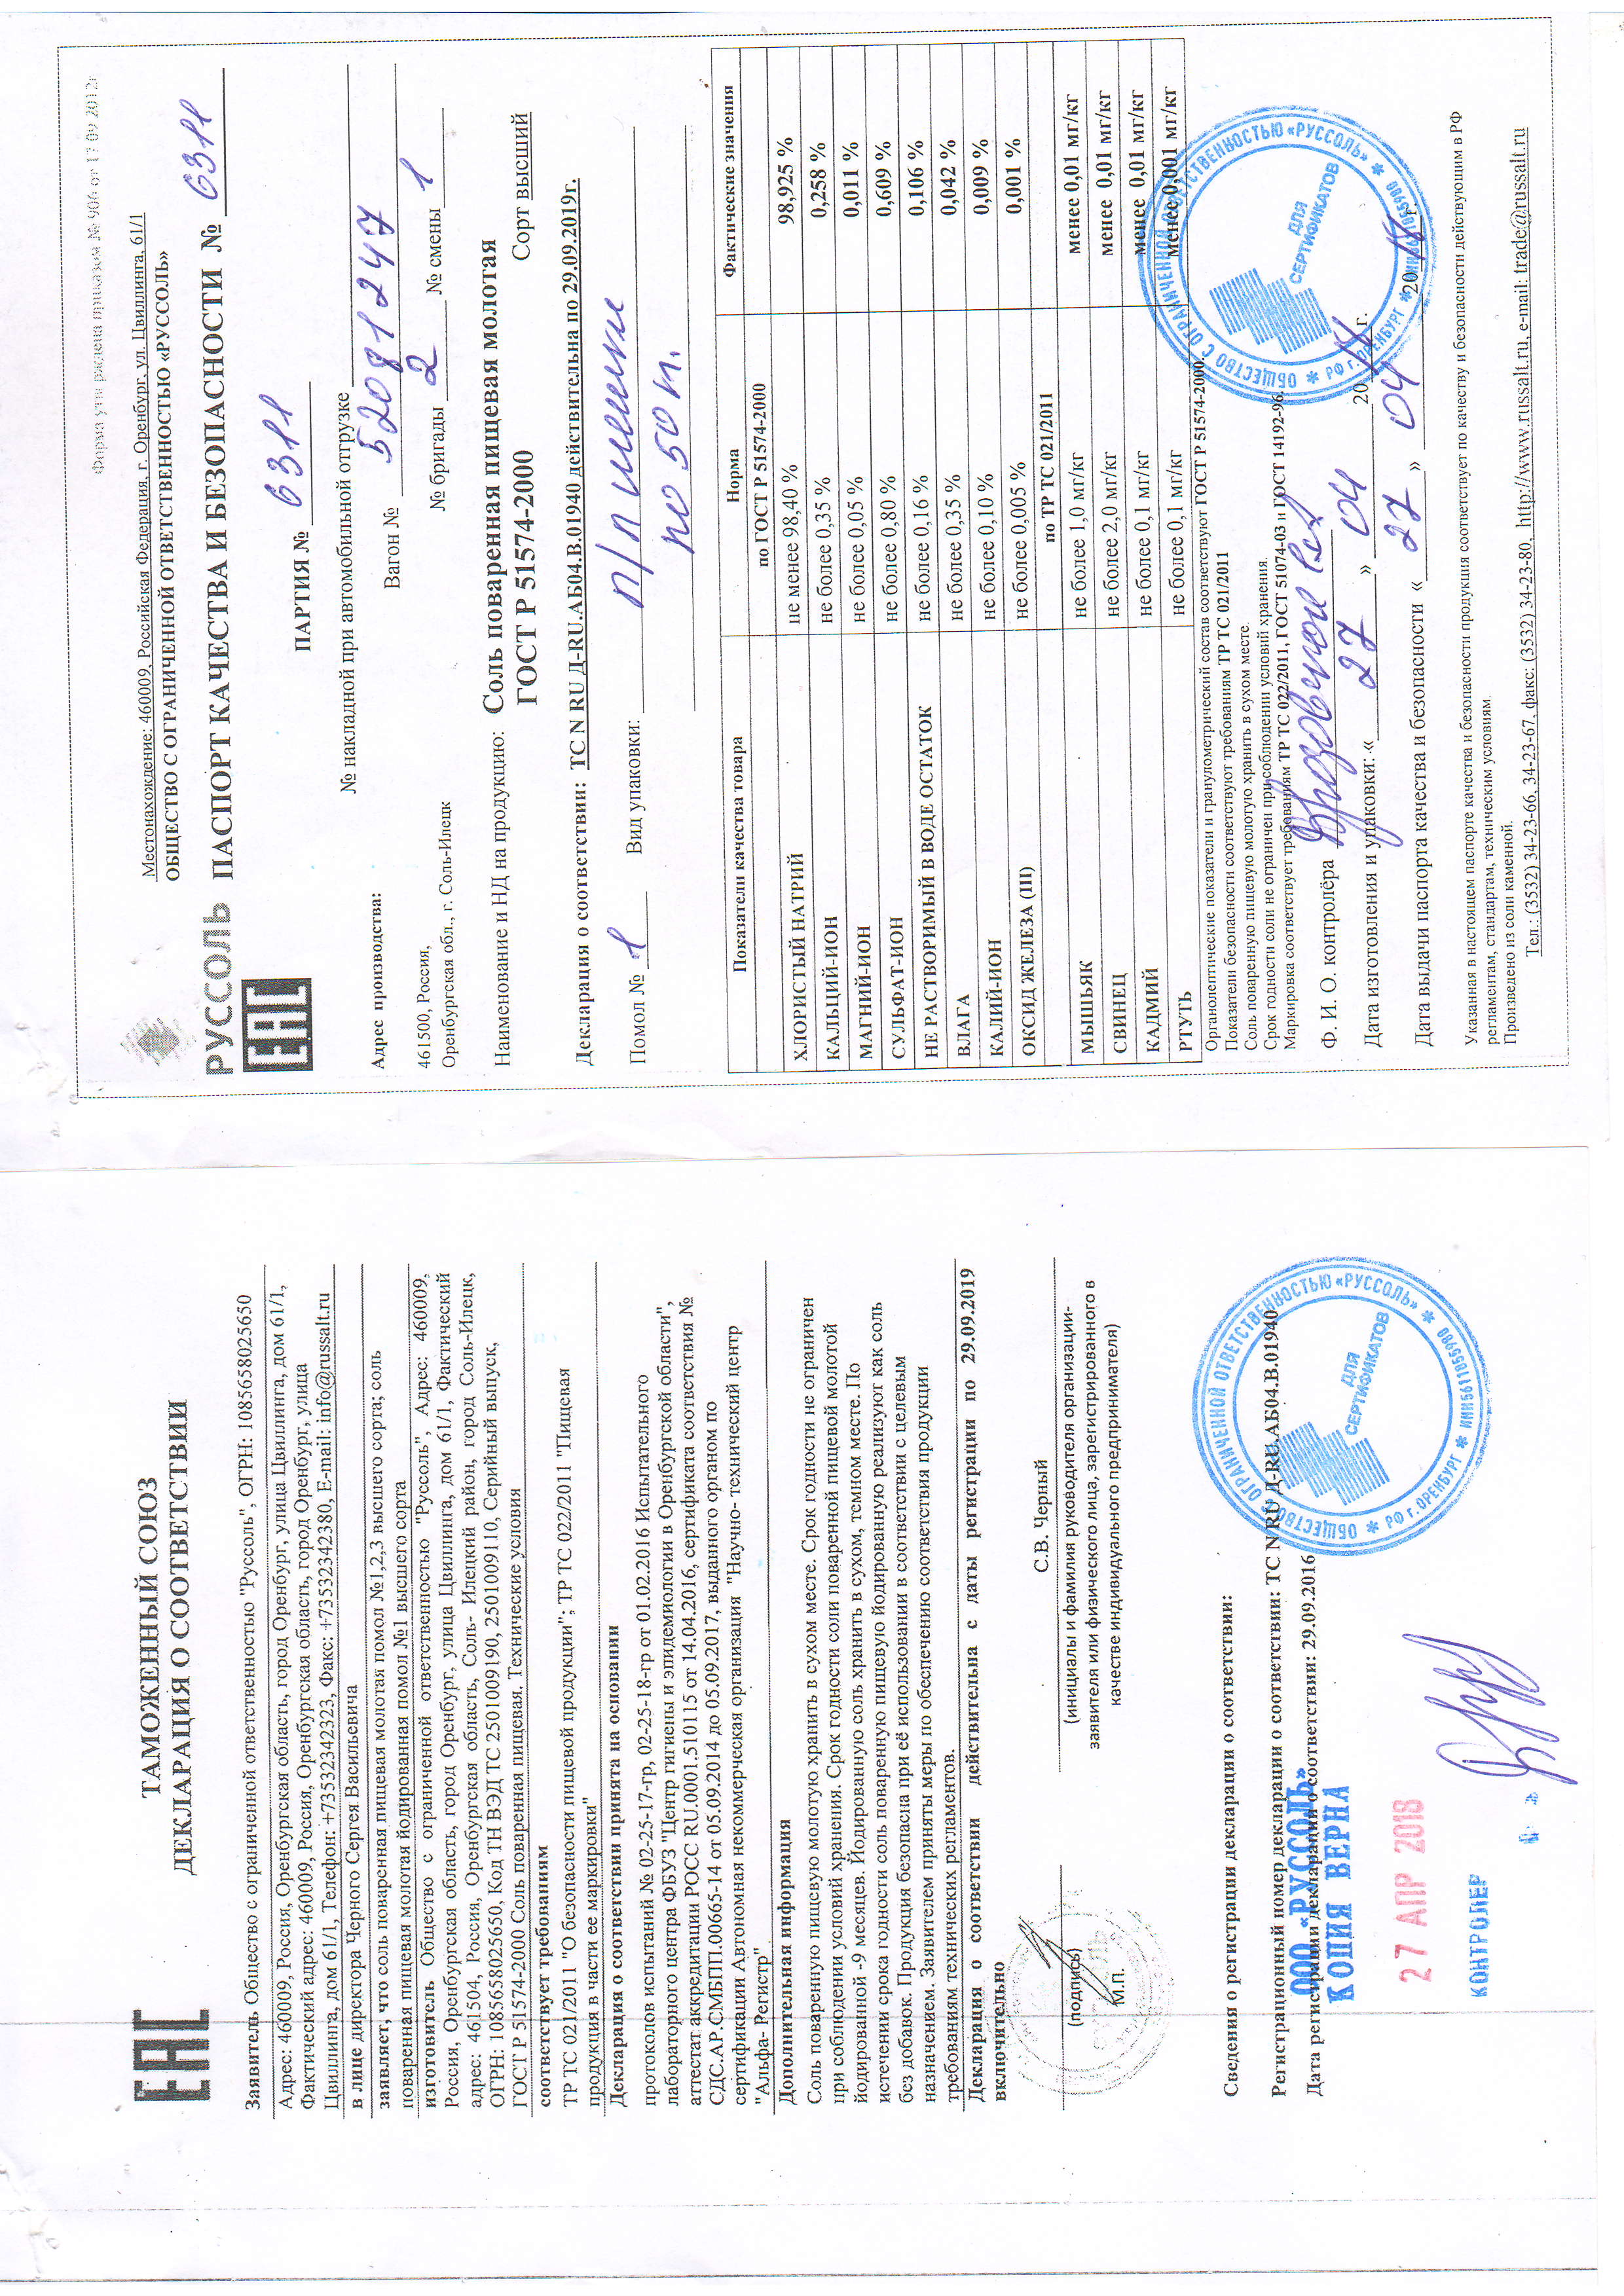 ТАМОЖЕННЫЙ СОЮЗ
ДЕКЛАРАЦИЯ О СООТВЕТСТВИИ
ЕАС
Заявитель Общество с ограниченной ответственностью "Руссоль", ОГРН: 1085658025650
Адрес: 460009, Россия, Оренбургская область, город Оренбург, улица Цвиллинга, дом 61/1,
Фактический адрес: 460009, Россия, Оренбургская область, город Оренбург, улица
Цвиллинга, дом 61/1, Телефон: +73532342323, Факс: +73532342380, E-mail: info@russalt.ru
в лице директора Черного Сергея Васильевича
заявляет, что соль поваренная пищевая молотая помол №1,2,3 высшего сорта; соль
поваренная пищевая молотая йодированная помол №1 высшего сорта
изготовитель Общество с ограниченной ответственностью "Руссоль", Адрес: 460009,
Россия, Оренбургская область, город Оренбург, улица Цвиллинга, дом 61/1, Фактический
адрес: 461504, Россия, Оренбургская область, Соль- Илецкий район, город Соль-Илецк,
ОГРН: 1085658025650, Код ТН ВЭД ТС 2501009190, 2501009110, Серийный выпуск,
ГОСТ Р 51574-2000 Соль поваренная пищевая. Технические условия
соответствует требованиям
ТР ТС 021/2011 "О безопасности пищевой продукции"; ТР ТС 022/2011 "Пищевая
продукция в части ее маркировки"
Декларация о соответствии принята на основании
протоколов испытаний № 02-25-17-гр, 02-25-18-гр от 01.02.2016 Испытательного
лабораторного центра ФБУЗ "Центр гигиены и эпидемиологии в Оренбургской области",
аттестат аккредитации РОСС RU.0001.510115 от 14.04.2016, сертификата соответствия №
СДС.АР.СМБПП.00665-14 от 05.09.2014 до 05.09.2017, выданного органом по
сертификации Автономная некоммерческая организация "Научно- технический центр
"Альфа- Регистр"
Дополнительная информация
Соль поваренную пищевую молотую хранить в сухом месте. Срок годности не ограничен
при соблюдении условий хранения. Срок годности соли поваренной пищевой молотой
йодированной -9 месяцев. Йодированную соль хранить в сухом, темном месте. По
истечении срока годности соль поваренную пищевую йодированную реализуют как соль
без добавок. Продукция безопасна при её использовании в соответствии с целевым
назначением. Заявителем приняты меры по обеспечению соответствия продукции
требованиям технических регламентов.
Декларация о соответствии действительна с даты регистрации по 29.09.2019
включительно
С.В. Черный
(подпись)
М.П.
(инициалы и фамилия руководителя организации-
заявителя или физического лица, зарегистрированного в
качестве индивидуального предпринимателя)
Сведения о регистрации декларации о соответствии:
Регистрационный номер декларации о соответствии: ТС N RU Д-RU.АБ04.В.01940
Дата регистрации декларации о соответствии: 29.09.2016
ООО «РУССОЛЬ»
КОПИЯ ВЕРНА
27 АПР 2018
КОНТРОЛЕР
ОБЩЕСТВО С ОГРАНИЧЕННОЙ ОТВЕТСТВЕННОСТЬЮ «РУССОЛЬ»
РФ г. ОРЕНБУРГ
ИНН5611055980
ДЛЯ
СЕРТИФИКАТОВ
Форма утверждена приказом № 906 от 17.09.2012г
Местонахождение: 460009, Российская Федерация, г. Оренбург, ул. Цвиллинга, 61/1
ОБЩЕСТВО С ОГРАНИЧЕННОЙ ОТВЕТСТВЕННОСТЬЮ «РУССОЛЬ»
РУССОЛЬ
ПАСПОРТ КАЧЕСТВА И БЕЗОПАСНОСТИ № 6311
ЕАС
ПАРТИЯ № 6311
№ накладной при автомобильной отгрузке
Адрес производства:
Вагон № 52081247
461500, Россия,
Оренбургская обл., г. Соль-Илецк
№ бригады 2 № смены 1
Наименование и НД на продукцию: Соль поваренная пищевая молотая
ГОСТ Р 51574-2000 Сорт высший
Декларация о соответствии: ТС N RU Д-RU.АБ04.В.01940 действительна по 29.09.2019г.
Помол № 1 Вид упаковки: п/п мешки
по 50 т.
Показатели качества товара Норма Фактические значения
по ГОСТ Р 51574-2000
ХЛОРИСТЫЙ НАТРИЙ не менее 98,40 % 98,925 %
КАЛЬЦИЙ-ИОН не более 0,35 % 0,258 %
МАГНИЙ-ИОН не более 0,05 % 0,011 %
СУЛЬФАТ-ИОН не более 0,80 % 0,609 %
НЕ РАСТВОРИМЫЙ В ВОДЕ ОСТАТОК не более 0,16 % 0,106 %
ВЛАГА не более 0,35 % 0,042 %
КАЛИЙ-ИОН не более 0,10 % 0,009 %
ОКСИД ЖЕЛЕЗА (III) не более 0,005 % 0,001 %
по ТР ТС 021/2011
МЫШЬЯК не более 1,0 мг/кг менее 0,01 мг/кг
СВИНЕЦ не более 2,0 мг/кг менее 0,01 мг/кг
КАДМИЙ не более 0,1 мг/кг менее 0,01 мг/кг
РТУТЬ не более 0,1 мг/кг менее 0,001 мг/кг
Органолептические показатели и гранулометрический состав соответствуют ГОСТ Р 51574-2000.
Показатели безопасности соответствуют требованиям ТР ТС 021/2011
Соль поваренную пищевую молотую хранить в сухом месте.
Срок годности соли не ограничен при соблюдении условий хранения.
Маркировка соответствует требованиям ТР ТС 022/2011, ГОСТ 51074-03 и ГОСТ 14192-96.
Ф. И. О. контролёра
Дата изготовления и упаковки: « 27 » 04 20 18 г.
Дата выдачи паспорта качества и безопасности « 27 » 04 20 18 г.
ОБЩЕСТВО С ОГРАНИЧЕННОЙ ОТВЕТСТВЕННОСТЬЮ «РУССОЛЬ»
РФ г. ОРЕНБУРГ
ИНН5611055980
ДЛЯ
СЕРТИФИКАТОВ
Указанная в настоящем паспорте качества и безопасности продукция соответствует по качеству и безопасности действующим в РФ
регламентам, стандартам, техническим условиям.
Произведено из соли каменной.
Тел.: (3532) 34-23-66, 34-23-67, факс: (3532) 34-23-80, http://www.russalt.ru, e-mail: trade@russalt.ru